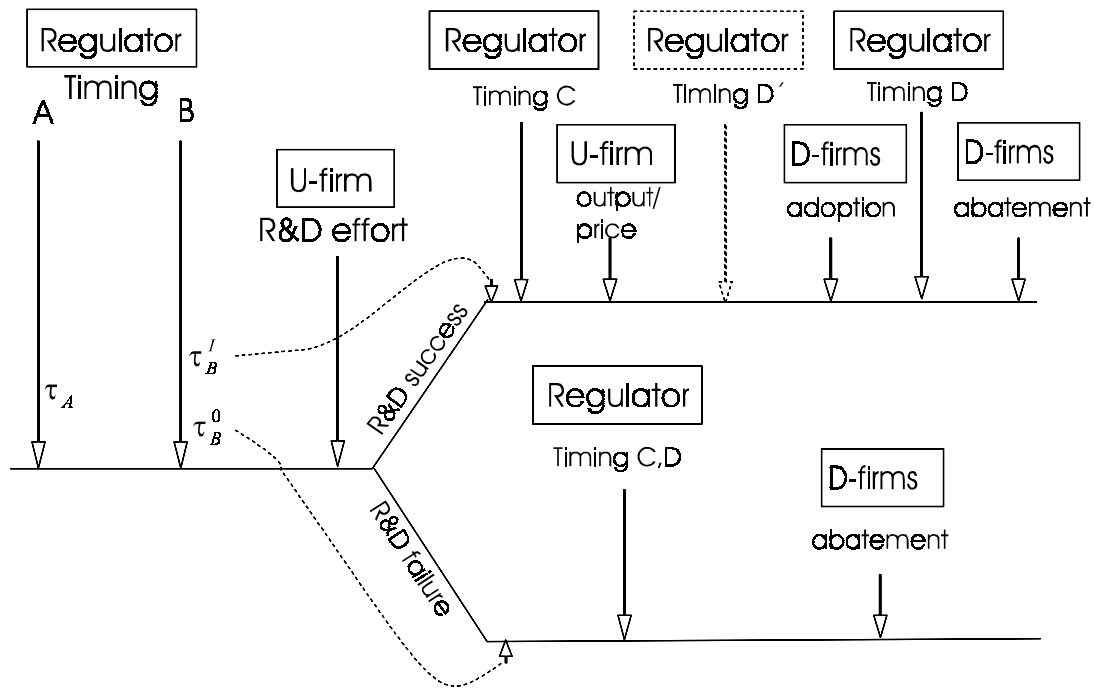 Regulator
Timing
A
B
U-firm
R&D effort
τ_A
τ_B^I
τ_B^0
R&D success
R&D failure
Regulator
Timing C
U-firm
output/
price
Regulator
TImIng D´
D-firms
adoption
Regulator
Timing D
D-firms
abatement
Regulator
Timing C,D
D-firms
abatement